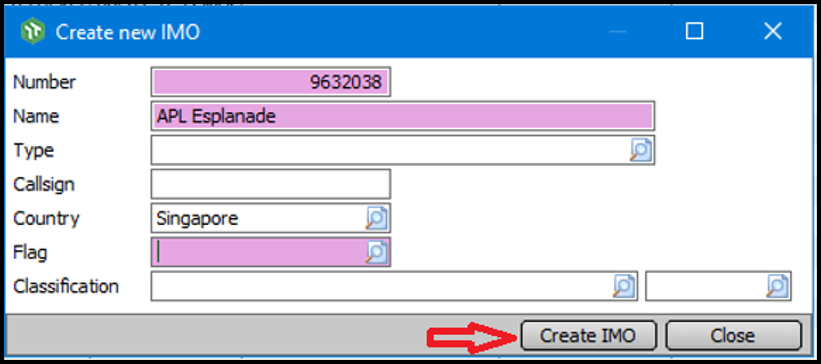 Create new IMO
Number 9632038
Name APL Esplanade
Type
Callsign
Country Singapore
Flag
Classification
Create IMO Close